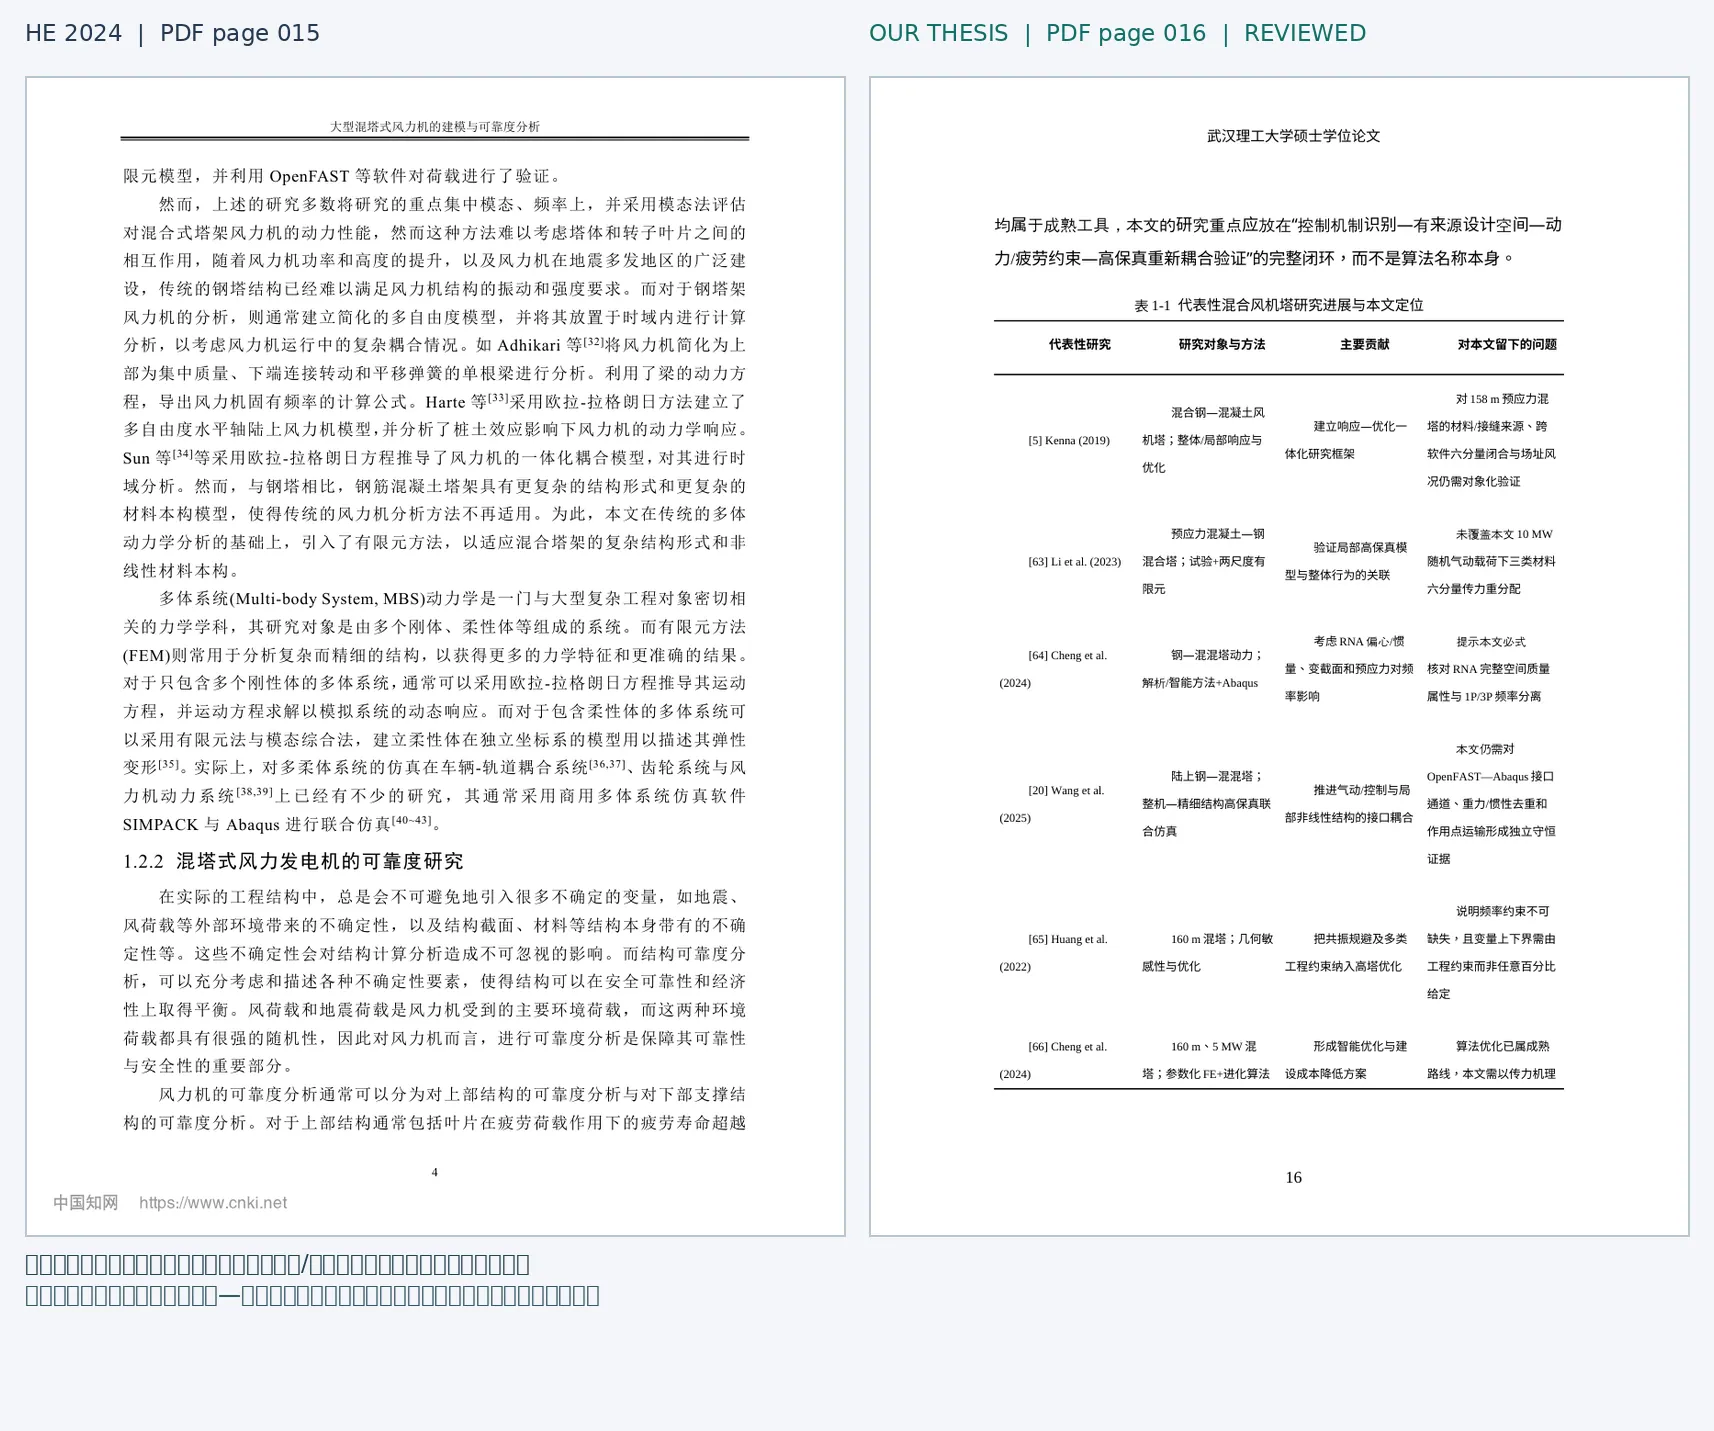 HE 2024 | PDF page 015
大型混塔式风力机的建模与可靠度分析
限元模型，并利用 OpenFAST 等软件对荷载进行了验证。
然而，上述的研究多数将研究的重点集中模态、频率上，并采用模态法评估
对混合式塔架风力机的动力性能，然而这种方法难以考虑塔体和转子叶片之间的
相互作用，随着风力机功率和高度的提升，以及风力机在地震多发地区的广泛建
设，传统的钢塔结构已经难以满足风力机结构的振动和强度要求。而对于钢塔架
风力机的分析，则通常建立简化的多自由度模型，并将其放置于时域内进行计算
分析，以考虑风力机运行中的复杂耦合情况。如 Adhikari 等[32]将风力机简化为上
部为集中质量、下端连接转动和平移弹簧的单根梁进行分析。利用了梁的动力方
程，导出风力机固有频率的计算公式。Harte 等[33]采用欧拉-拉格朗日方法建立了
多自由度水平轴陆上风力机模型，并分析了桩土效应影响下风力机的动力学响应。
Sun 等[34]等采用欧拉-拉格朗日方程推导了风力机的一体化耦合模型，对其进行时
域分析。然而，与钢塔相比，钢筋混凝土塔架具有更复杂的结构形式和更复杂的
材料本构模型，使得传统的风力机分析方法不再适用。为此，本文在传统的多体
动力学分析的基础上，引入了有限元方法，以适应混合塔架的复杂结构形式和非
线性材料本构。
多体系统(Multi-body System, MBS)动力学是一门与大型复杂工程对象密切相
关的力学学科，其研究对象是由多个刚体、柔性体等组成的系统。而有限元方法
(FEM)则常用于分析复杂而精细的结构，以获得更多的力学特征和更准确的结果。
对于只包含多个刚性体的多体系统，通常可以采用欧拉-拉格朗日方程推导其运动
方程，并运动方程求解以模拟系统的动态响应。而对于包含柔性体的多体系统可
以采用有限元法与模态综合法，建立柔性体在独立坐标系的模型用以描述其弹性
变形[35]。实际上，对多柔体系统的仿真在车辆-轨道耦合系统[36,37]、齿轮系统与风
力机动力系统[38,39]上已经有不少的研究，其通常采用商用多体系统仿真软件
SIMPACK 与 Abaqus 进行联合仿真[40~43]。
1.2.2 混塔式风力发电机的可靠度研究
在实际的工程结构中，总是会不可避免地引入很多不确定的变量，如地震、
风荷载等外部环境带来的不确定性，以及结构截面、材料等结构本身带有的不确
定性等。这些不确定性会对结构计算分析造成不可忽视的影响。而结构可靠度分
析，可以充分考虑和描述各种不确定性要素，使得结构可以在安全可靠性和经济
性上取得平衡。风荷载和地震荷载是风力机受到的主要环境荷载，而这两种环境
荷载都具有很强的随机性，因此对风力机而言，进行可靠度分析是保障其可靠性
与安全性的重要部分。
风力机的可靠度分析通常可以分为对上部结构的可靠度分析与对下部支撑结
构的可靠度分析。对于上部结构通常包括叶片在疲劳荷载作用下的疲劳寿命超越
4
中国知网 https://www.cnki.net
OUR THESIS | PDF page 016 | REVIEWED
武汉理工大学硕士学位论文
均属于成熟工具，本文的研究重点应放在“控制机制识别—有来源设计空间—动
力/疲劳约束—高保真重新耦合验证”的完整闭环，而不是算法名称本身。
表 1-1 代表性混合风机塔研究进展与本文定位
代表性研究 研究对象与方法 主要贡献 对本文留下的问题
[5] Kenna (2019)
混合钢—混凝土风
机塔；整体/局部响应与
优化
建立响应—优化一
体化研究框架
对 158 m 预应力混
塔的材料/接缝来源、跨
软件六分量闭合与场址风
况仍需对象化验证
[63] Li et al. (2023)
预应力混凝土—钢
混合塔；试验+两尺度有
限元
验证局部高保真模
型与整体行为的关联
未覆盖本文 10 MW
随机气动载荷下三类材料
六分量传力重分配
[64] Cheng et al.
(2024)
钢—混混塔动力；
解析/智能方法+Abaqus
考虑 RNA 偏心/惯
量、变截面和预应力对频
率影响
提示本文必式
核对 RNA 完整空间质量
属性与 1P/3P 频率分离
[20] Wang et al.
(2025)
陆上钢—混混塔；
整机—精细结构高保真联
合仿真
推进气动/控制与局
部非线性结构的接口耦合
本文仍需对
OpenFAST—Abaqus 接口
通道、重力/惯性去重和
作用点运输形成独立守恒
证据
[65] Huang et al.
(2022)
160 m 混塔；几何敏
感性与优化
把共振规避及多类
工程约束纳入高塔优化
说明频率约束不可
缺失，且变量上下界需由
工程约束而非任意百分比
给定
[66] Cheng et al.
(2024)
160 m、5 MW 混
塔；参数化 FE+进化算法
形成智能优化与建
设成本降低方案
算法优化已属成熟
路线，本文需以传力机理
16